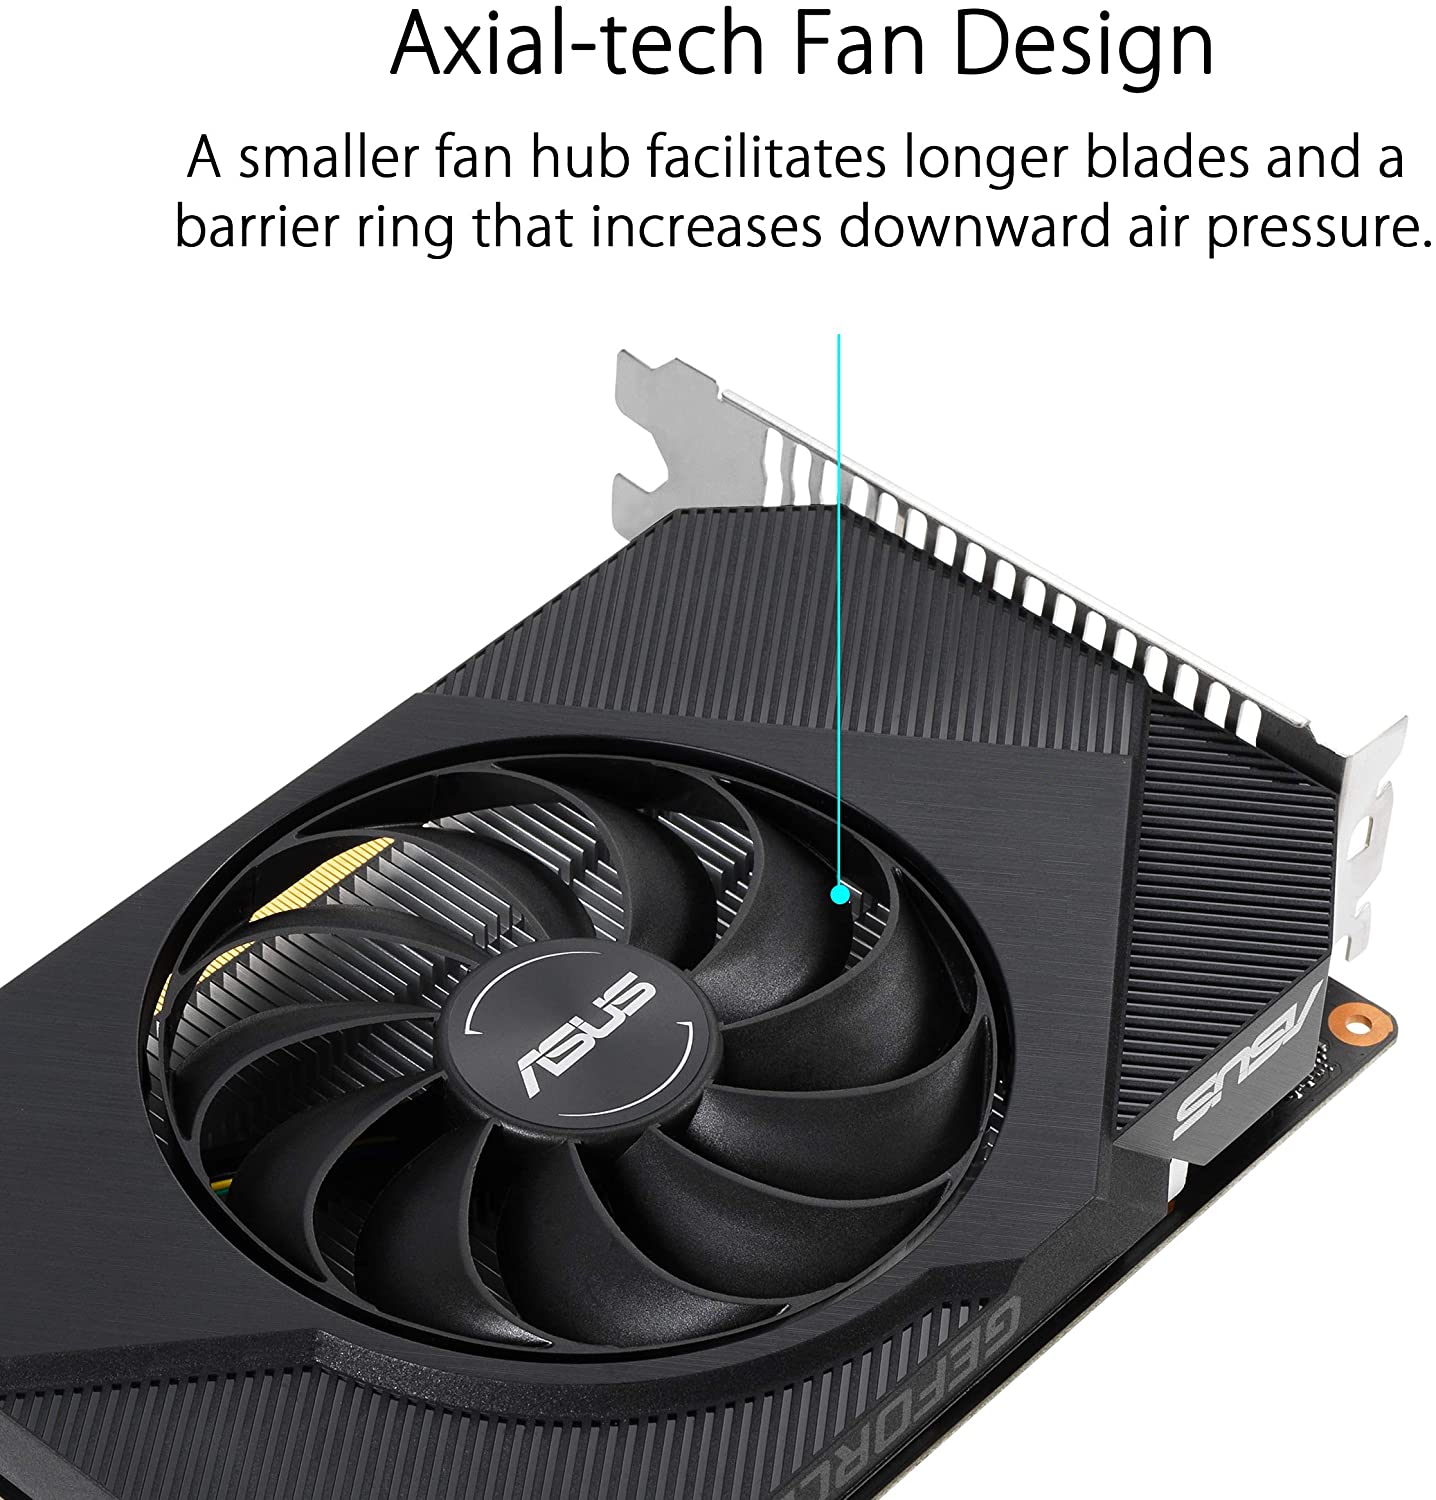 Axial-tech Fan Design
A smaller fan hub facilitates longer blades and a
barrier ring that increases downward air pressure.
ASUS
ASUS